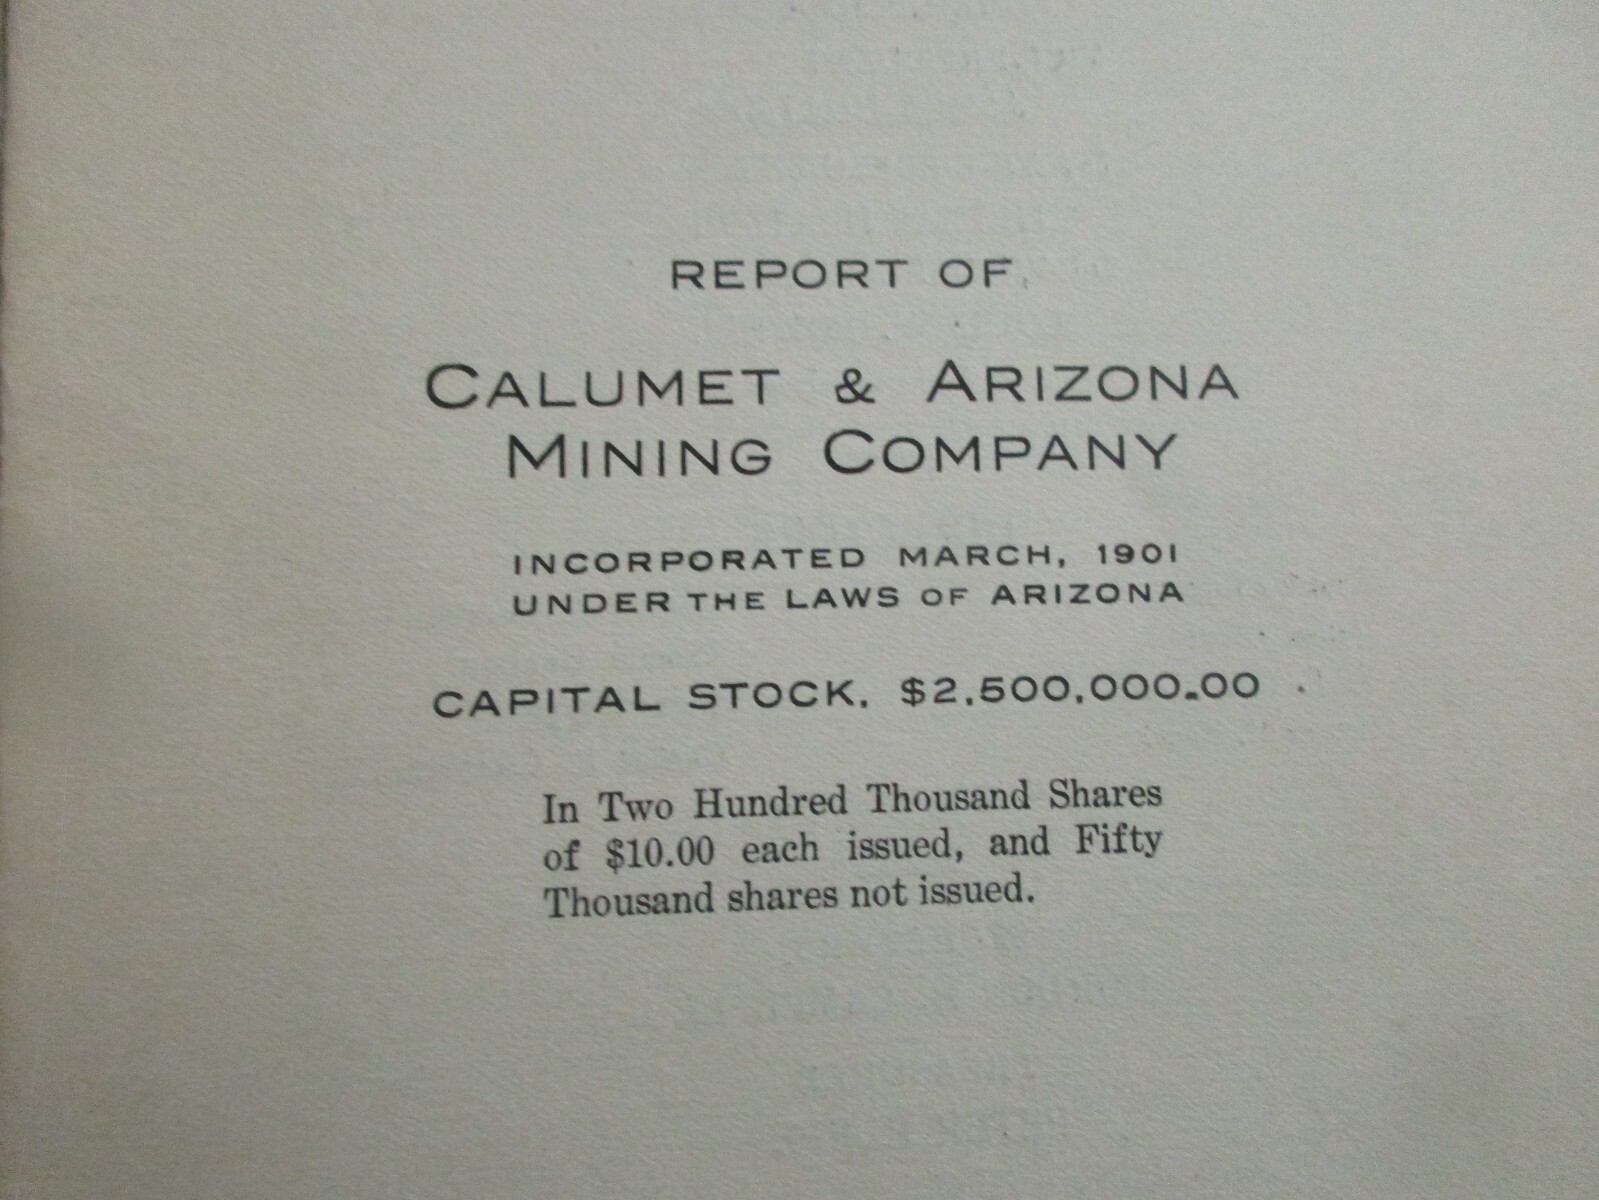 REPORT OF
CALUMET & ARIZONA
MINING COMPANY
INCORPORATED MARCH, 1901
UNDER THE LAWS OF ARIZONA
CAPITAL STOCK, $2,500,000.00
In Two Hundred Thousand Shares
of $10.00 each issued, and Fifty
Thousand shares not issued.